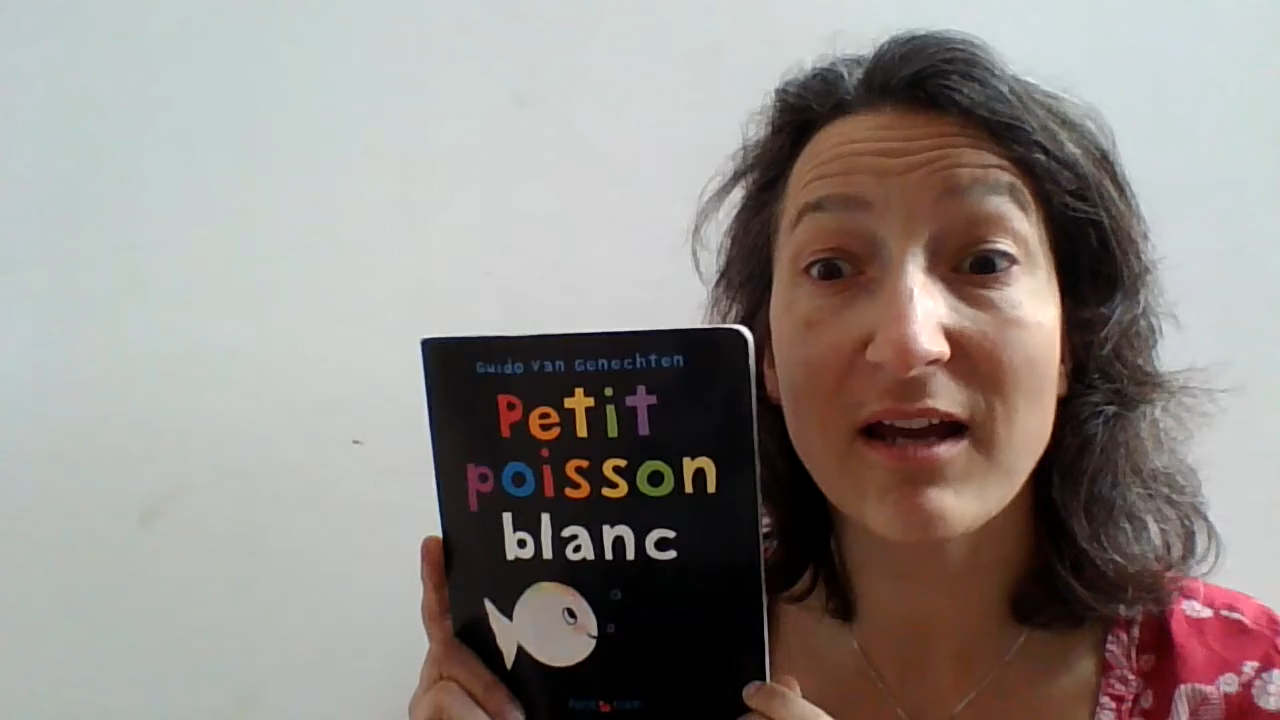 Guido Van Genechten
Petit
poisson
blanc